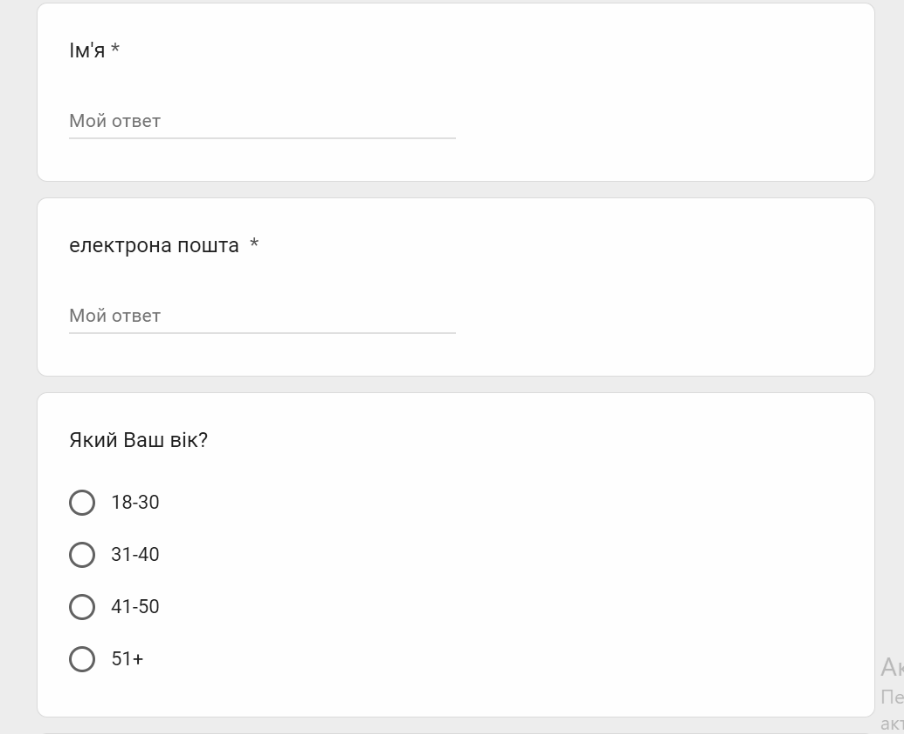 Ім'я *
Мой ответ
електрона пошта *
Мой ответ
Який Ваш вік?
18-30
31-40
41-50
51+